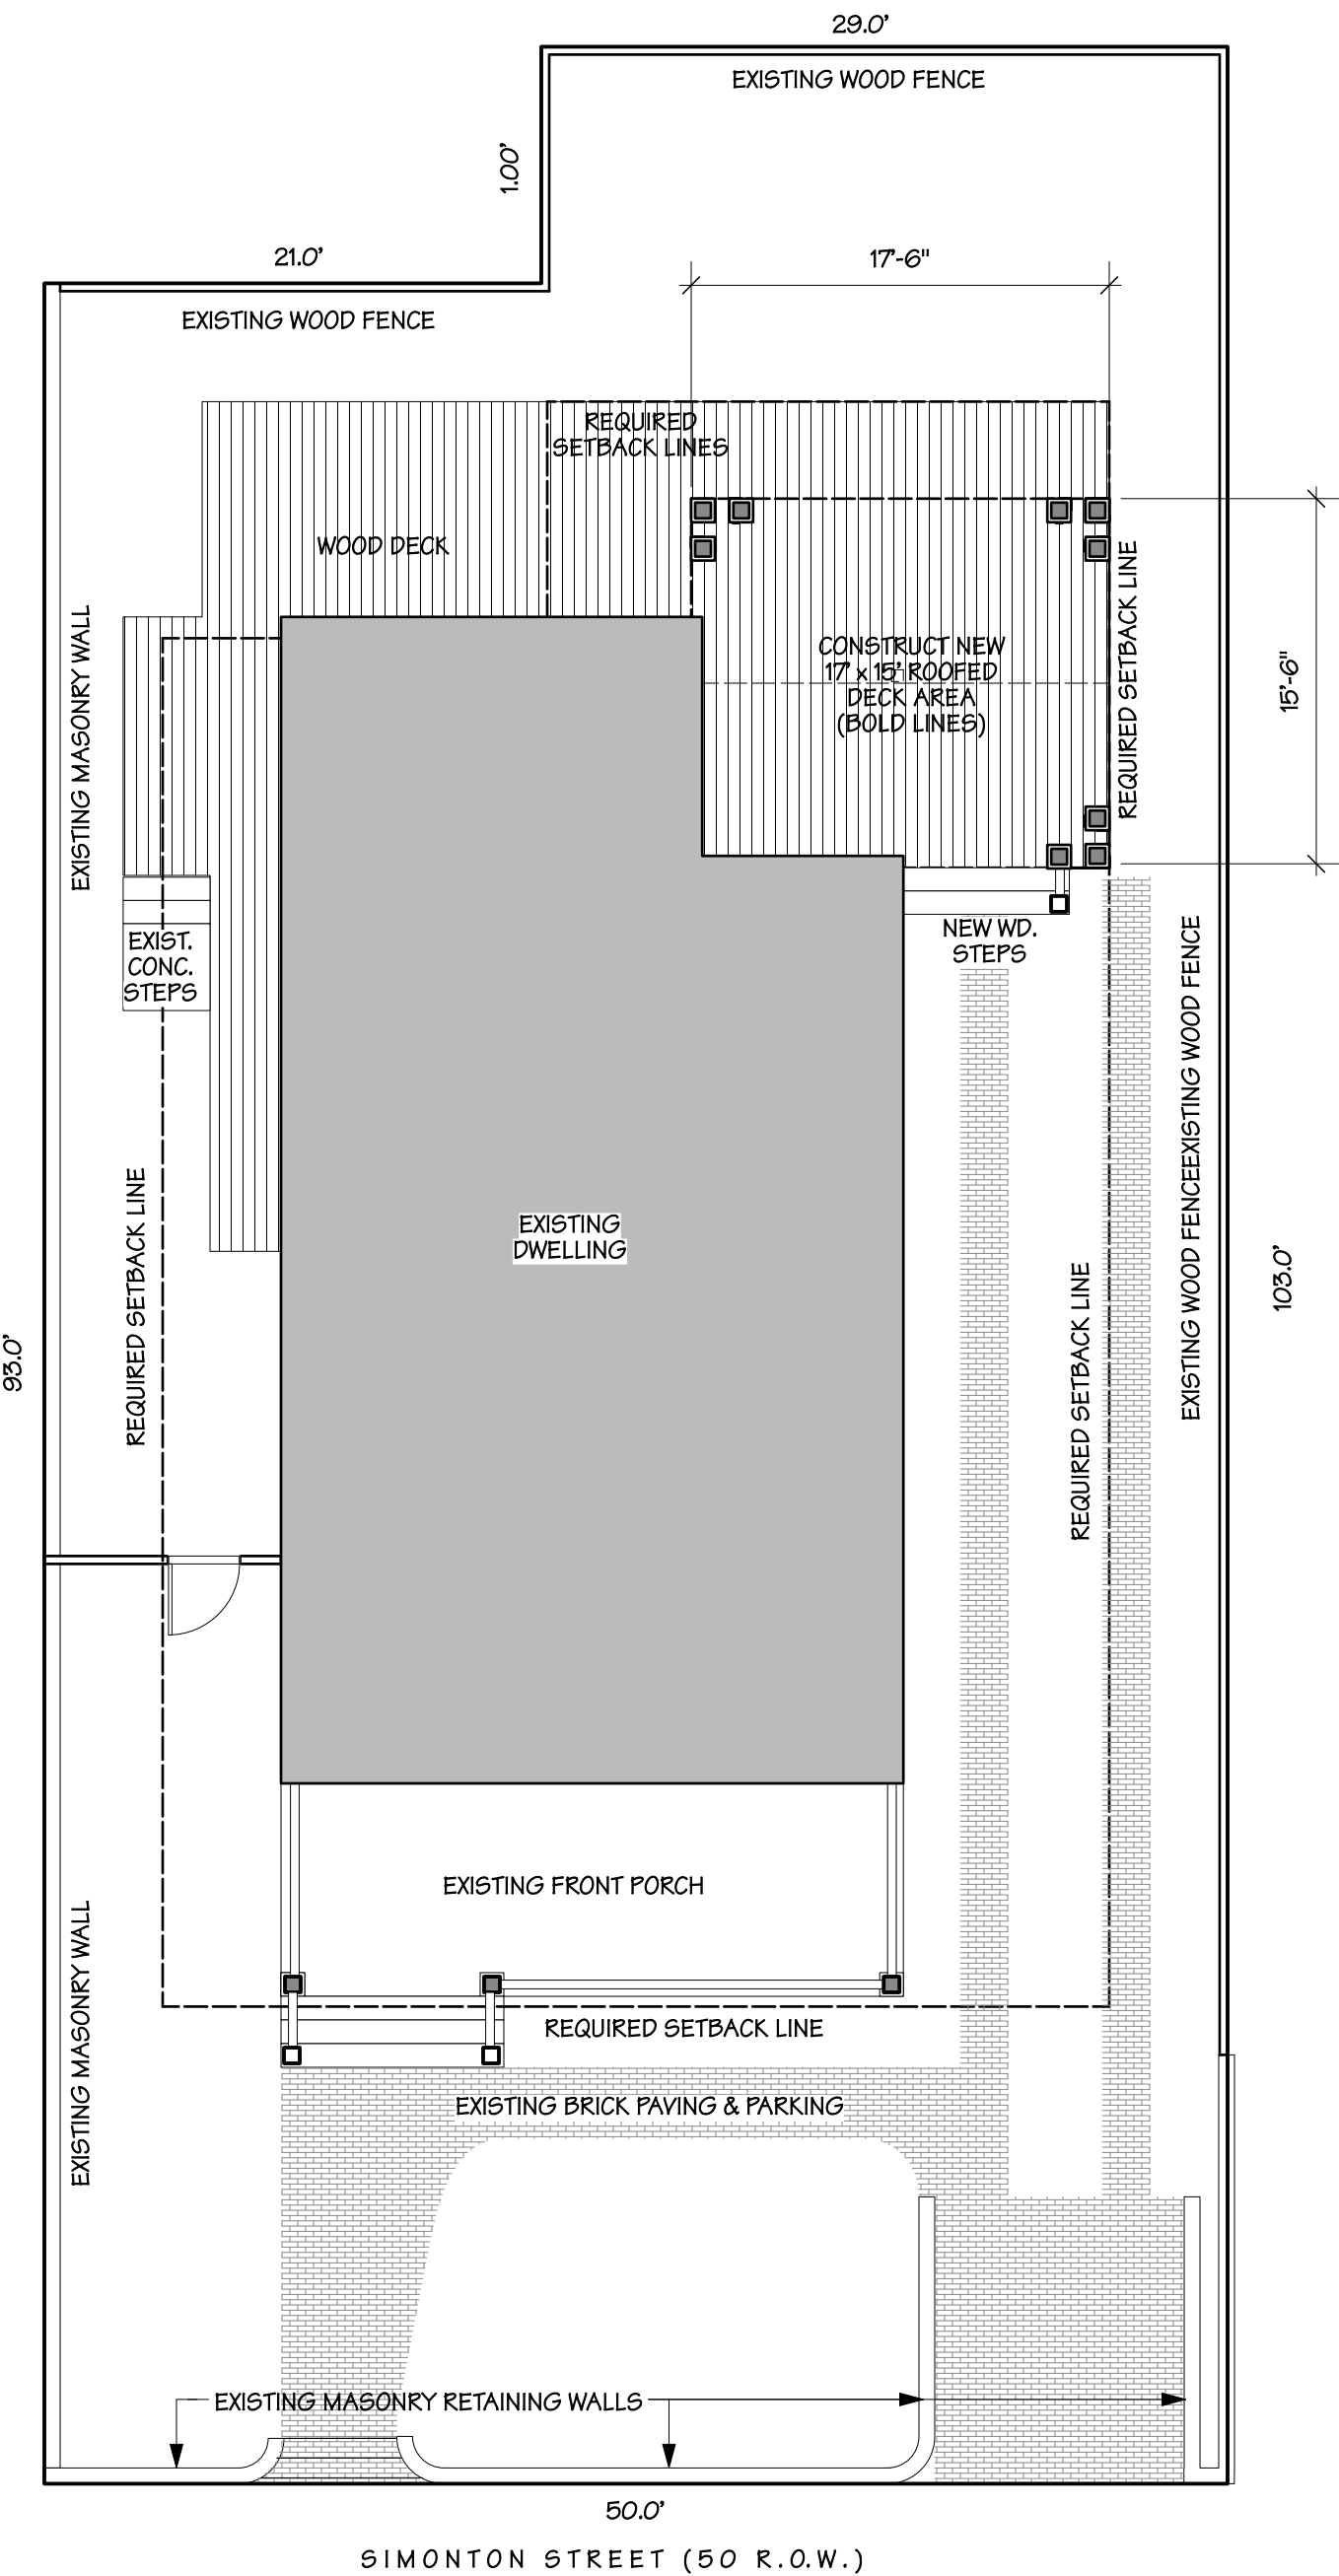 29.0'
EXISTING WOOD FENCE
1.00'
21.0'
17'-6"
EXISTING WOOD FENCE
REQUIRED
SETBACK LINES
WOOD DECK
REQUIRED SETBACK LINE
EXISTING MASONRY WALL
CONSTRUCT NEW
17' x 15' ROOFED
DECK AREA
(BOLD LINES)
15'-6"
EXIST.
CONC.
STEPS
NEW WD.
STEPS
EXISTING WOOD FENCEEXISTING WOOD FENCE
REQUIRED SETBACK LINE
EXISTING
DWELLING
REQUIRED SETBACK LINE
103.0'
93.0'
EXISTING FRONT PORCH
EXISTING MASONRY WALL
REQUIRED SETBACK LINE
EXISTING BRICK PAVING & PARKING
EXISTING MASONRY RETAINING WALLS
50.0'
SIMONTON STREET (50 R.O.W.)